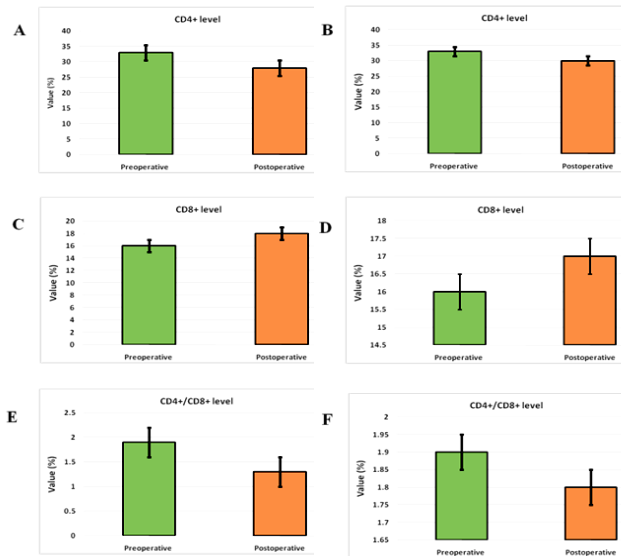 A
CD4+ level
Value (%)
40
35
30
25
20
15
10
5
0
Preoperative
Postoperative
B
CD4+ level
Value (%)
40
35
30
25
20
15
10
5
0
Preoperative
Postoperative
C
CD8+ level
Value (%)
20
18
16
14
12
10
8
6
4
2
0
Preoperative
Postoperative
D
CD8+ level
Value (%)
18
17.5
17
16.5
16
15.5
15
14.5
Preoperative
Postoperative
E
CD4+/CD8+ level
Value (%)
2.5
2
1.5
1
0.5
0
Preoperative
Postoperative
F
CD4+/CD8+ level
Value (%)
2
1.95
1.9
1.85
1.8
1.75
1.7
1.65
Preoperative
Postoperative